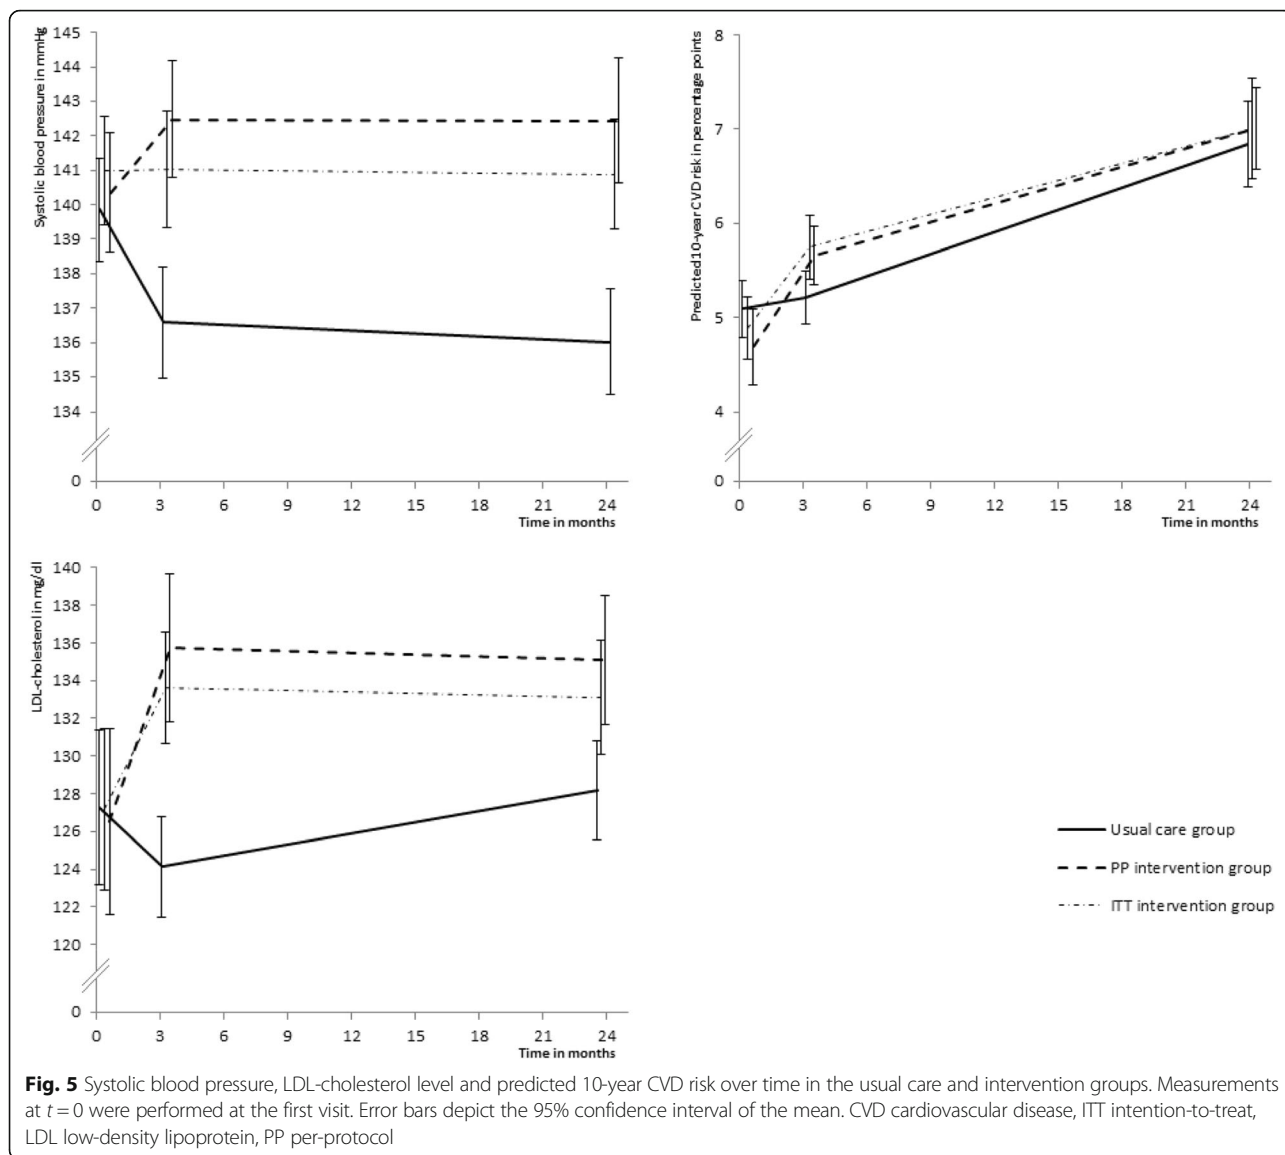 Systolic blood pressure in mmHg
145
144
143
142
141
140
139
138
137
136
135
134
0
0 3 6 9 12 15 18 21 24
Time in months
Predicted 10-year CVD risk in percentage points
8
7
6
5
4
0
0 3 6 9 12 15 18 21 24
Time in months
LDL-cholesterol in mg/dl
140
138
136
134
132
130
128
126
124
122
120
0
0 3 6 9 12 15 18 21 24
Time in months
Usual care group
PP intervention group
ITT intervention group
Fig. 5 Systolic blood pressure, LDL-cholesterol level and predicted 10-year CVD risk over time in the usual care and intervention groups. Measurements
at t = 0 were performed at the first visit. Error bars depict the 95% confidence interval of the mean. CVD cardiovascular disease, ITT intention-to-treat,
LDL low-density lipoprotein, PP per-protocol